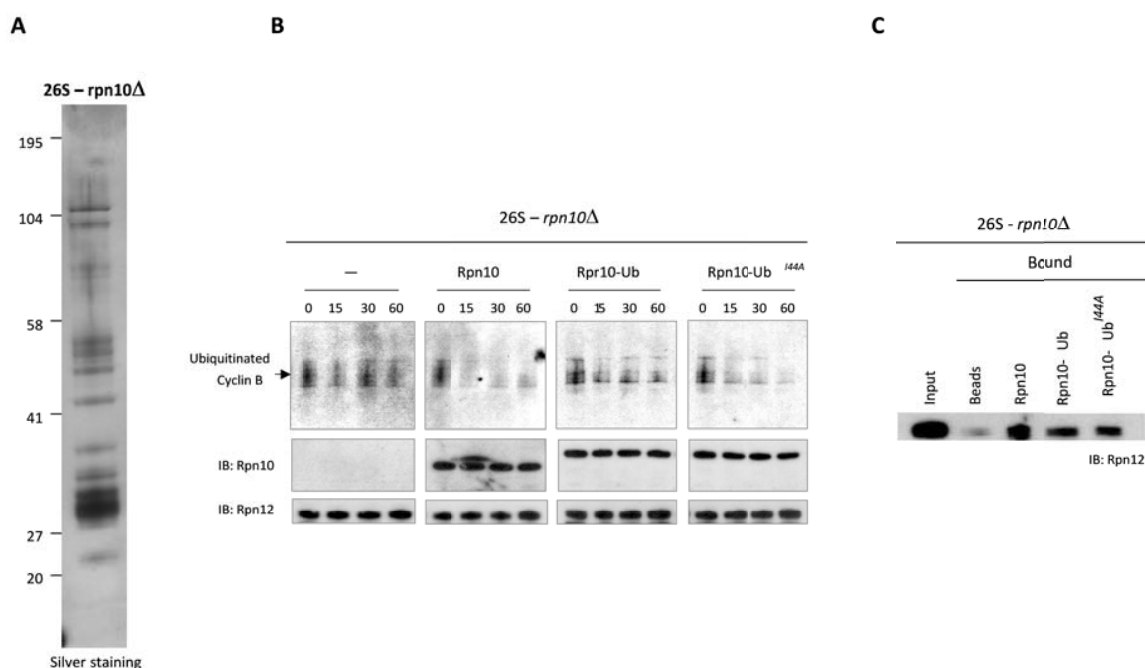 A
26S – rpn10Δ
195
104
58
41
27
20
Silver staining
B
26S – rpn10Δ
— Rpn10 Rpr10-Ub Rpn10-Ub I44A
0 15 30 60 0 15 30 60 0 15 30 60 0 15 30 60
Ubiquitinated
Cyclin B
IB: Rpn10
IB: Rpn12
C
26S - rpn10Δ
Bound
Input
Beads
Rpn10
Rpn10- Ub
Rpn10- Ub I44A
IB: Rpn12